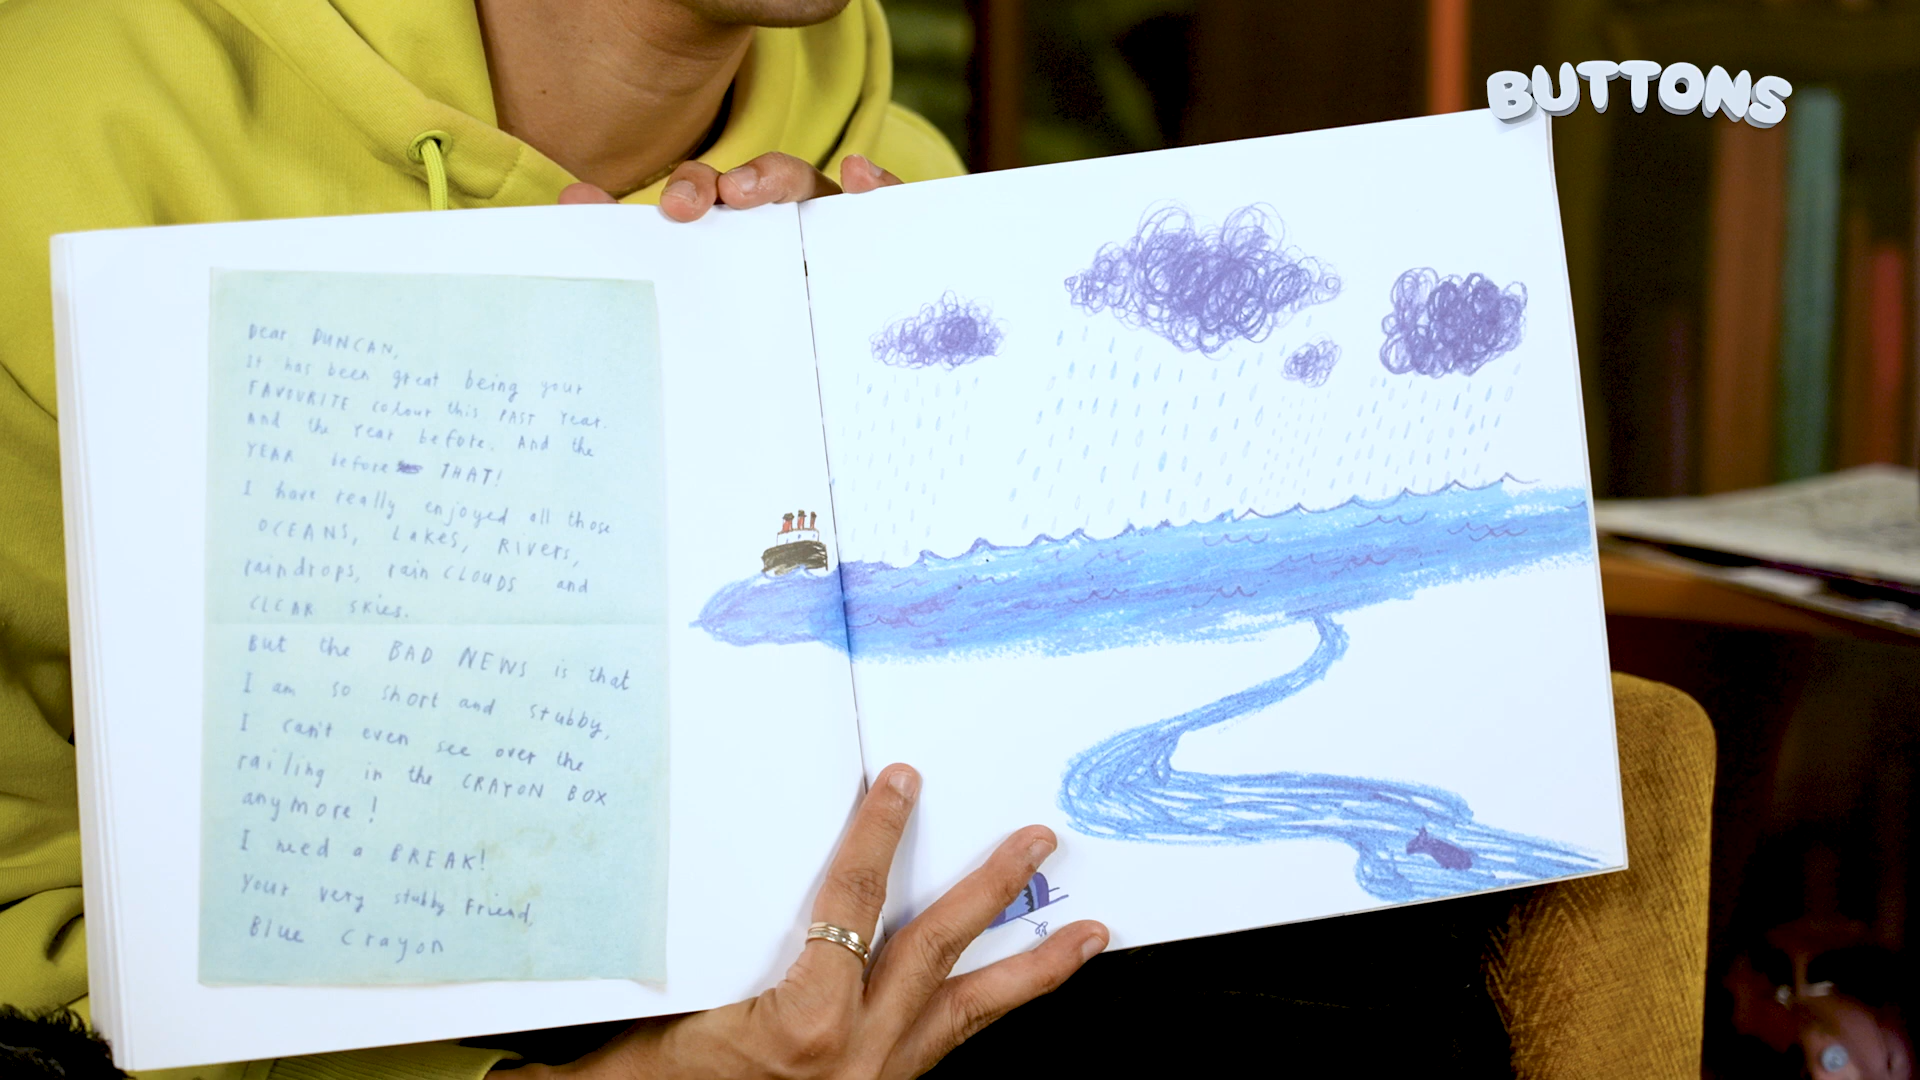 BUTTONS
Dear DUNCAN,
It has been great being your
FAVOURITE colour this PAST Year.
And the Year before. And the
YEAR before THAT!
I have really enjoyed all those
OCEANS, Lakes, Rivers,
raindrops, rain CLOUDS and
CLEAR skies.
But the BAD NEWS is that
I am so short and stubby,
I can't even see over the
railing in the CRAYON BOX
anymore!
I need a BREAK!
Your very stubby Friend,
Blue Crayon